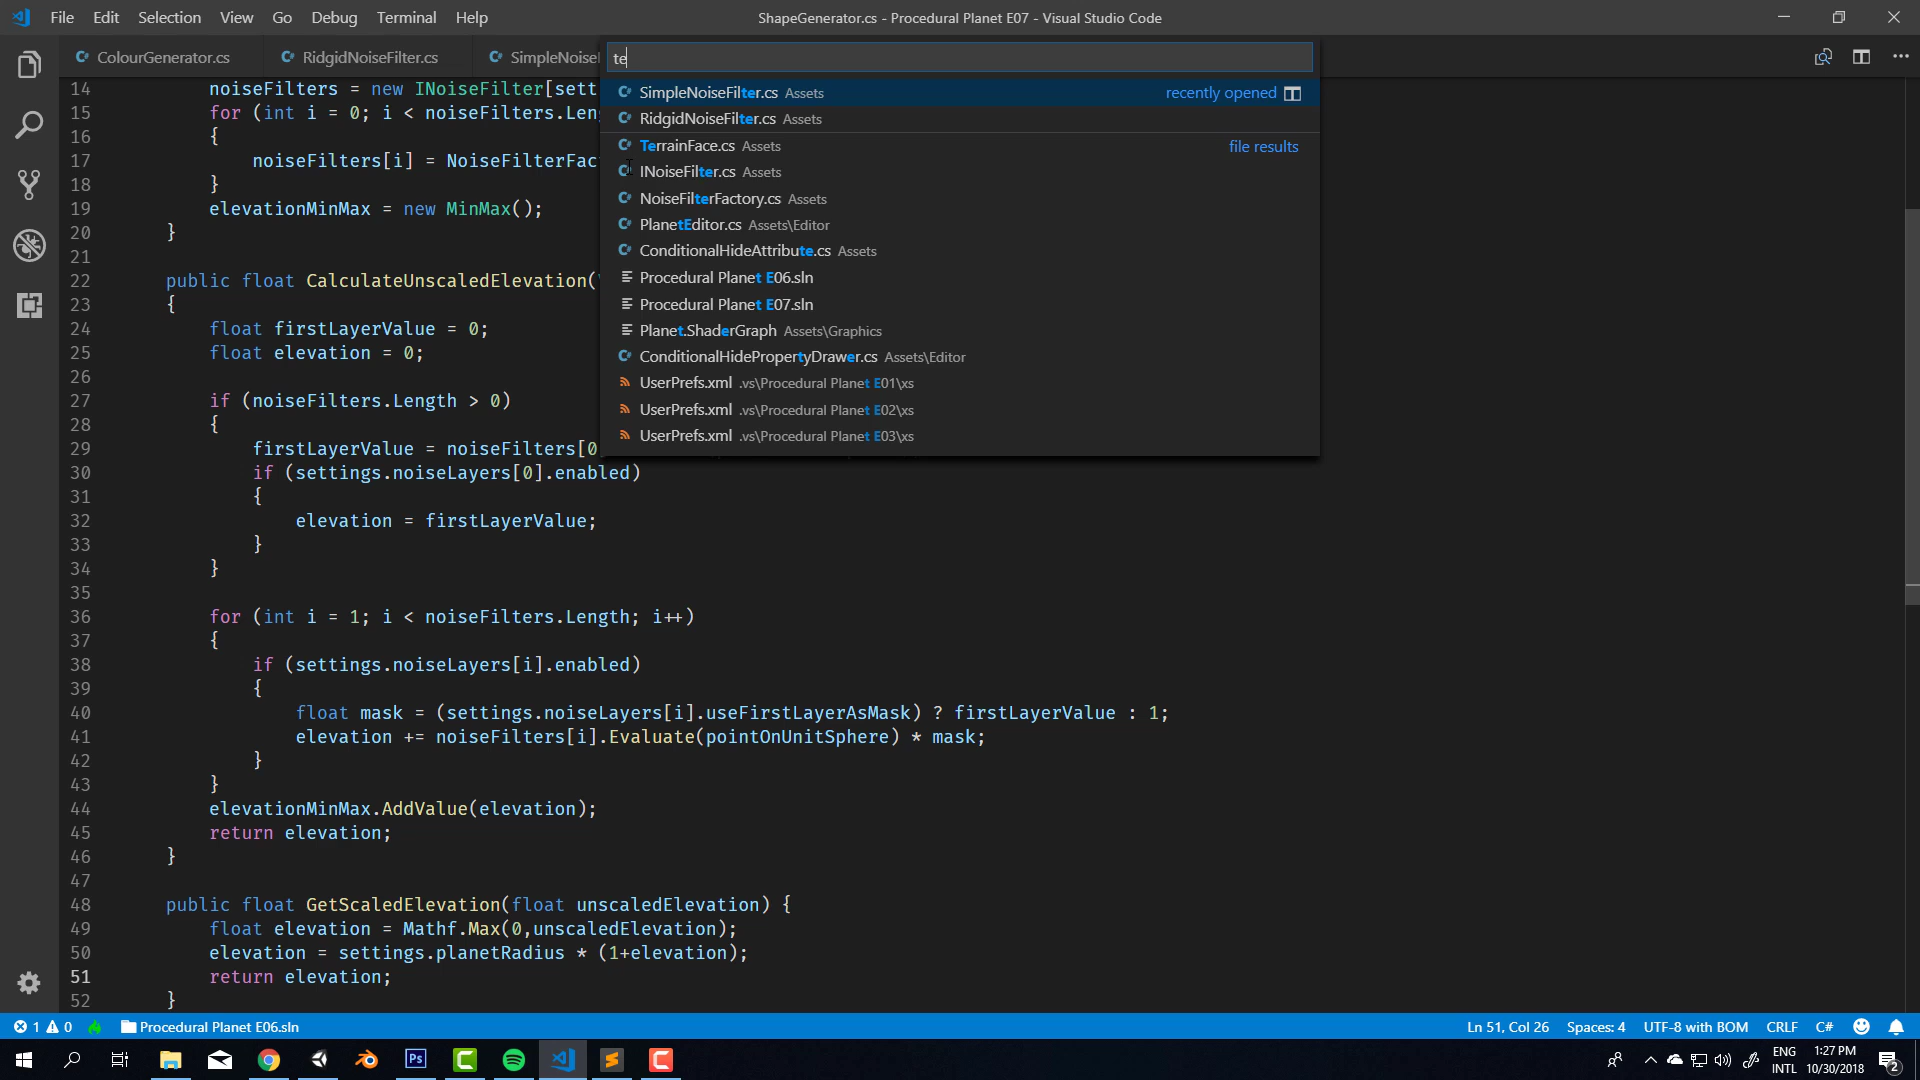 File Edit Selection View Go Debug Terminal Help
ShapeGenerator.cs - Procedural Planet E07 - Visual Studio Code
ColourGenerator.cs
RidgidNoiseFilter.cs
SimpleNoise
te
SimpleNoiseFilter.cs Assets recently opened
RidgidNoiseFilter.cs Assets
TerrainFace.cs Assets file results
INoiseFilter.cs Assets
NoiseFilterFactory.cs Assets
PlanetEditor.cs Assets\Editor
ConditionalHideAttribute.cs Assets
Procedural Planet E06.sln
Procedural Planet E07.sln
Planet.ShaderGraph Assets\Graphics
ConditionalHidePropertyDrawer.cs Assets\Editor
UserPrefs.xml .vs\Procedural Planet E01\xs
UserPrefs.xml .vs\Procedural Planet E02\xs
UserPrefs.xml .vs\Procedural Planet E03\xs
14 noiseFilters = new INoiseFilter[sett
15 for (int i = 0; i < noiseFilters.Leng
16 {
17 noiseFilters[i] = NoiseFilterFac
18 }
19 elevationMinMax = new MinMax();
20 }
21
22 public float CalculateUnscaledElevation(
23 {
24 float firstLayerValue = 0;
25 float elevation = 0;
26
27 if (noiseFilters.Length > 0)
28 {
29 firstLayerValue = noiseFilters[0
30 if (settings.noiseLayers[0].enabled)
31 {
32 elevation = firstLayerValue;
33 }
34 }
35
36 for (int i = 1; i < noiseFilters.Length; i++)
37 {
38 if (settings.noiseLayers[i].enabled)
39 {
40 float mask = (settings.noiseLayers[i].useFirstLayerAsMask) ? firstLayerValue : 1;
41 elevation += noiseFilters[i].Evaluate(pointOnUnitSphere) * mask;
42 }
43 }
44 elevationMinMax.AddValue(elevation);
45 return elevation;
46 }
47
48 public float GetScaledElevation(float unscaledElevation) {
49 float elevation = Mathf.Max(0,unscaledElevation);
50 elevation = settings.planetRadius * (1+elevation);
51 return elevation;
52 }
1 0 Procedural Planet E06.sln Ln 51, Col 26 Spaces: 4 UTF-8 with BOM CRLF C#
Ps
ENG
INTL
1:27 PM
10/30/2018
2